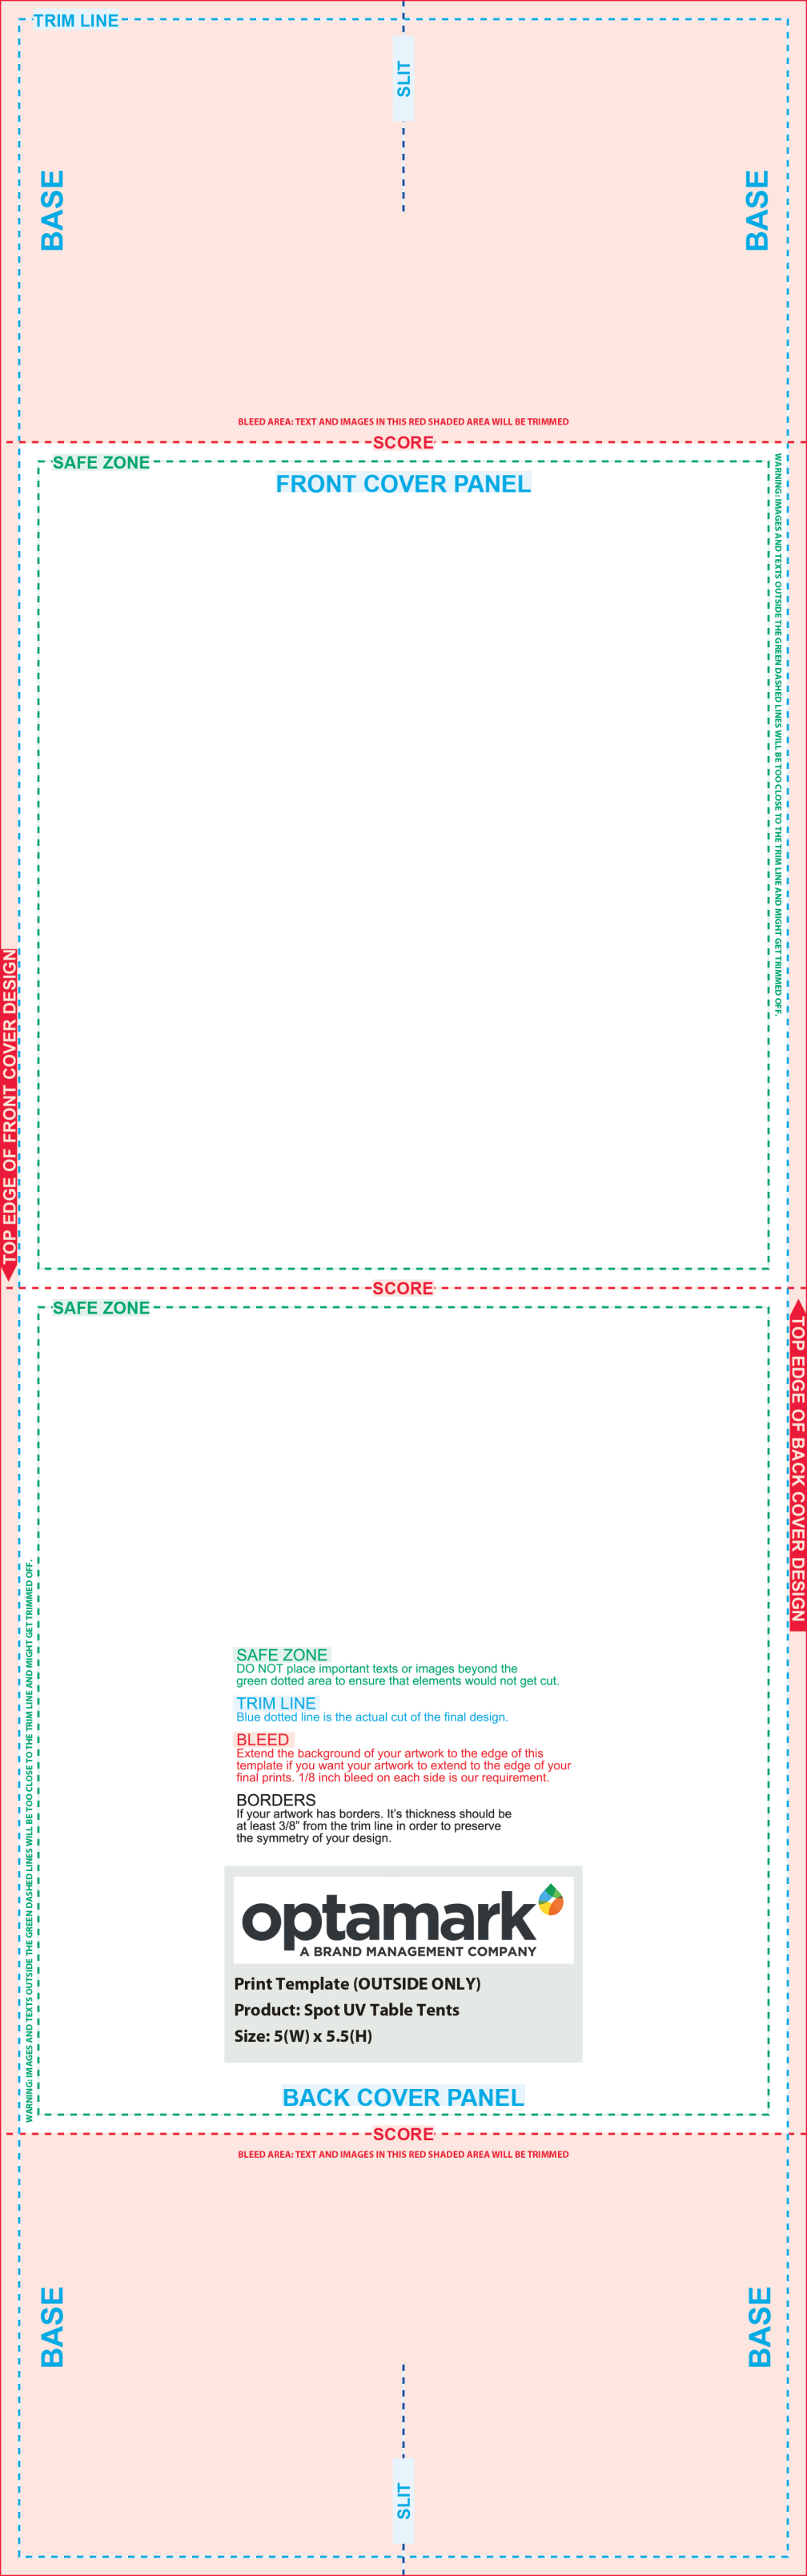 TRIM LINE
SLIT
BASE
BASE
BLEED AREA: TEXT AND IMAGES IN THIS RED SHADED AREA WILL BE TRIMMED
SCORE
SAFE ZONE
FRONT COVER PANEL
WARNING: IMAGES AND TEXTS OUTSIDE THE GREEN DASHED LINES WILL BE TOO CLOSE TO THE TRIM LINE AND MIGHT GET TRIMMED OFF.
TOP EDGE OF FRONT COVER DESIGN
SCORE
SAFE ZONE
TOP EDGE OF BACK COVER DESIGN
WARNING: IMAGES AND TEXTS OUTSIDE THE GREEN DASHED LINES WILL BE TOO CLOSE TO THE TRIM LINE AND MIGHT GET TRIMMED OFF.
SAFE ZONE
DO NOT place important texts or images beyond the
green dotted area to ensure that elements would not get cut.
TRIM LINE
Blue dotted line is the actual cut of the final design.
BLEED
Extend the background of your artwork to the edge of this
template if you want your artwork to extend to the edge of your
final prints. 1/8 inch bleed on each side is our requirement.
BORDERS
If your artwork has borders. It's thickness should be
at least 3/8" from the trim line in order to preserve
the symmetry of your design.
optamark
A BRAND MANAGEMENT COMPANY
Print Template (OUTSIDE ONLY)
Product: Spot UV Table Tents
Size: 5(W) x 5.5(H)
BACK COVER PANEL
SCORE
BLEED AREA: TEXT AND IMAGES IN THIS RED SHADED AREA WILL BE TRIMMED
BASE
BASE
SLIT